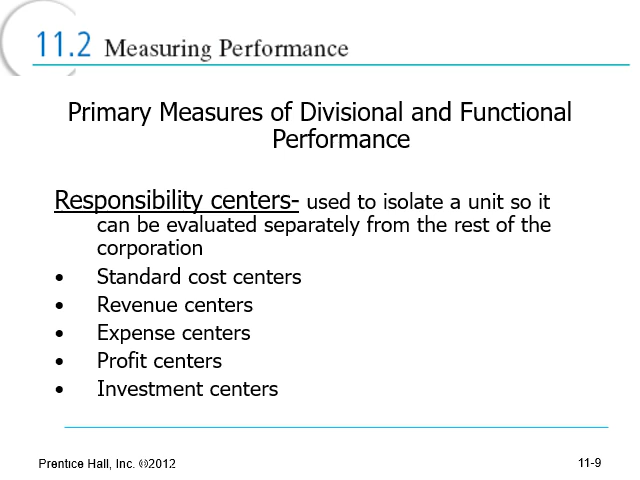 11.2 Measuring Performance
Primary Measures of Divisional and Functional
Performance
Responsibility centers- used to isolate a unit so it
can be evaluated separately from the rest of the
corporation
• Standard cost centers
• Revenue centers
• Expense centers
• Profit centers
• Investment centers
Prentice Hall, Inc. ©2012
11-9